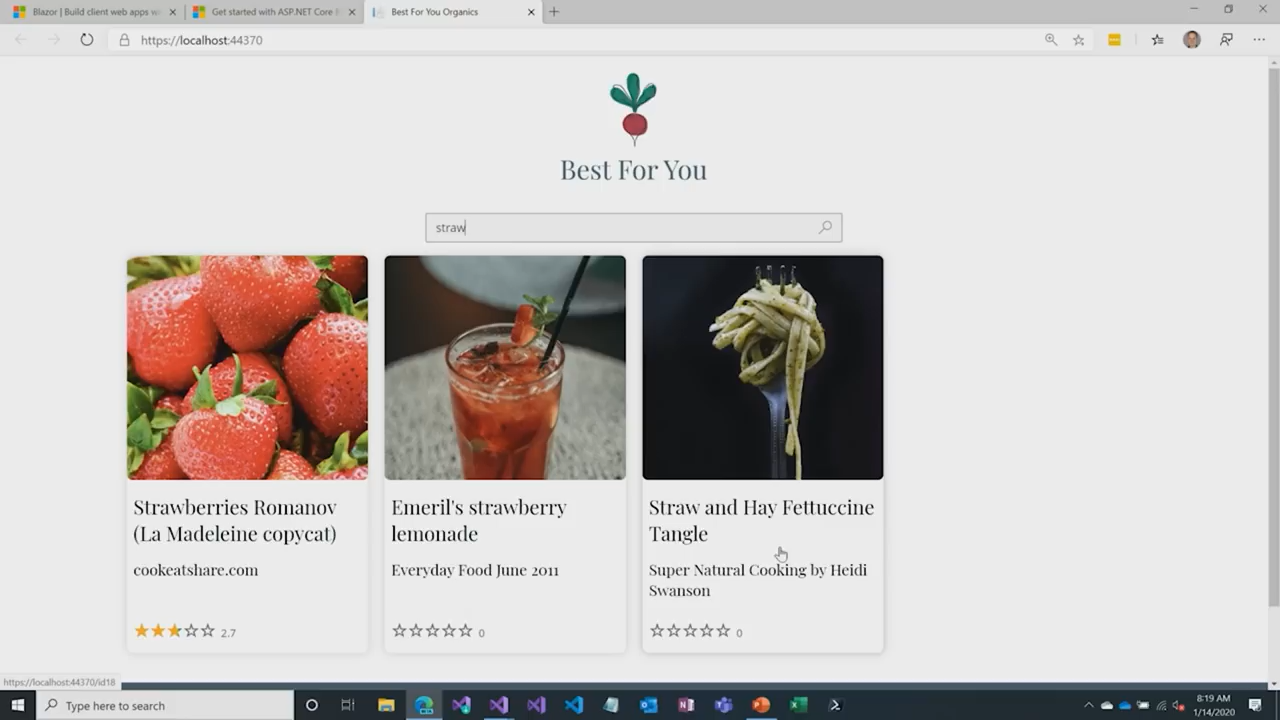 Blazor | Build client web apps w
Get started with ASP.NET Core
Best For You Organics
https://localhost:44370
Best For You
straw
Strawberries Romanov
(La Madeleine copycat)
cookeatshare.com
2.7
Emeril's strawberry
lemonade
Everyday Food June 2011
0
Straw and Hay Fettuccine
Tangle
Super Natural Cooking by Heidi
Swanson
0
https://localhost:44370/id18
Type here to search
8:19 AM
1/14/2020